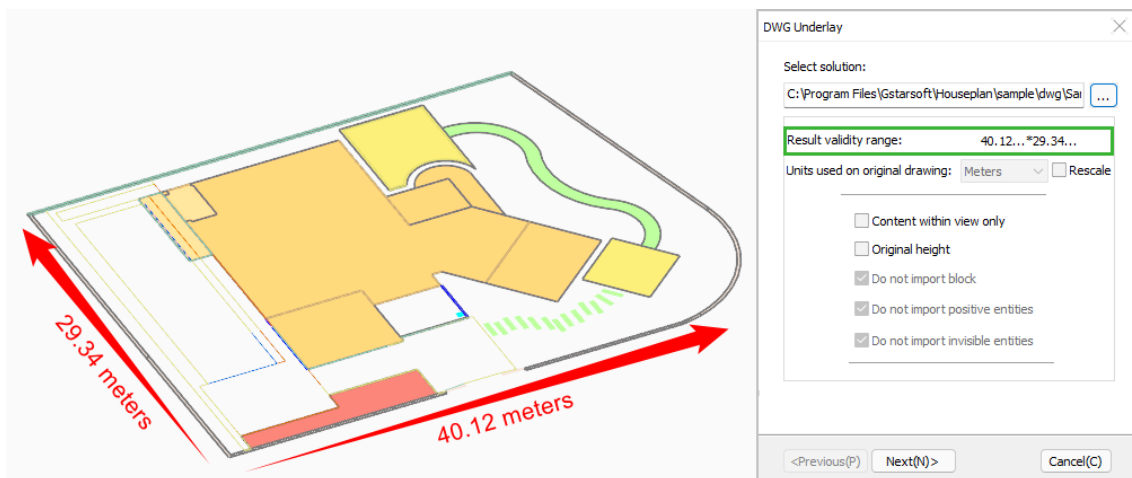 29.34 meters
40.12 meters
DWG Underlay
Select solution:
C:\Program Files\Gstarsoft\Houseplan\sample\dwg\Sa
...
Result validity range: 40.12...*29.34...
Units used on original drawing: Meters Rescale
Content within view only
Original height
Do not import block
Do not import positive entities
Do not import invisible entities
<Previous(P) Next(N)> Cancel(C)